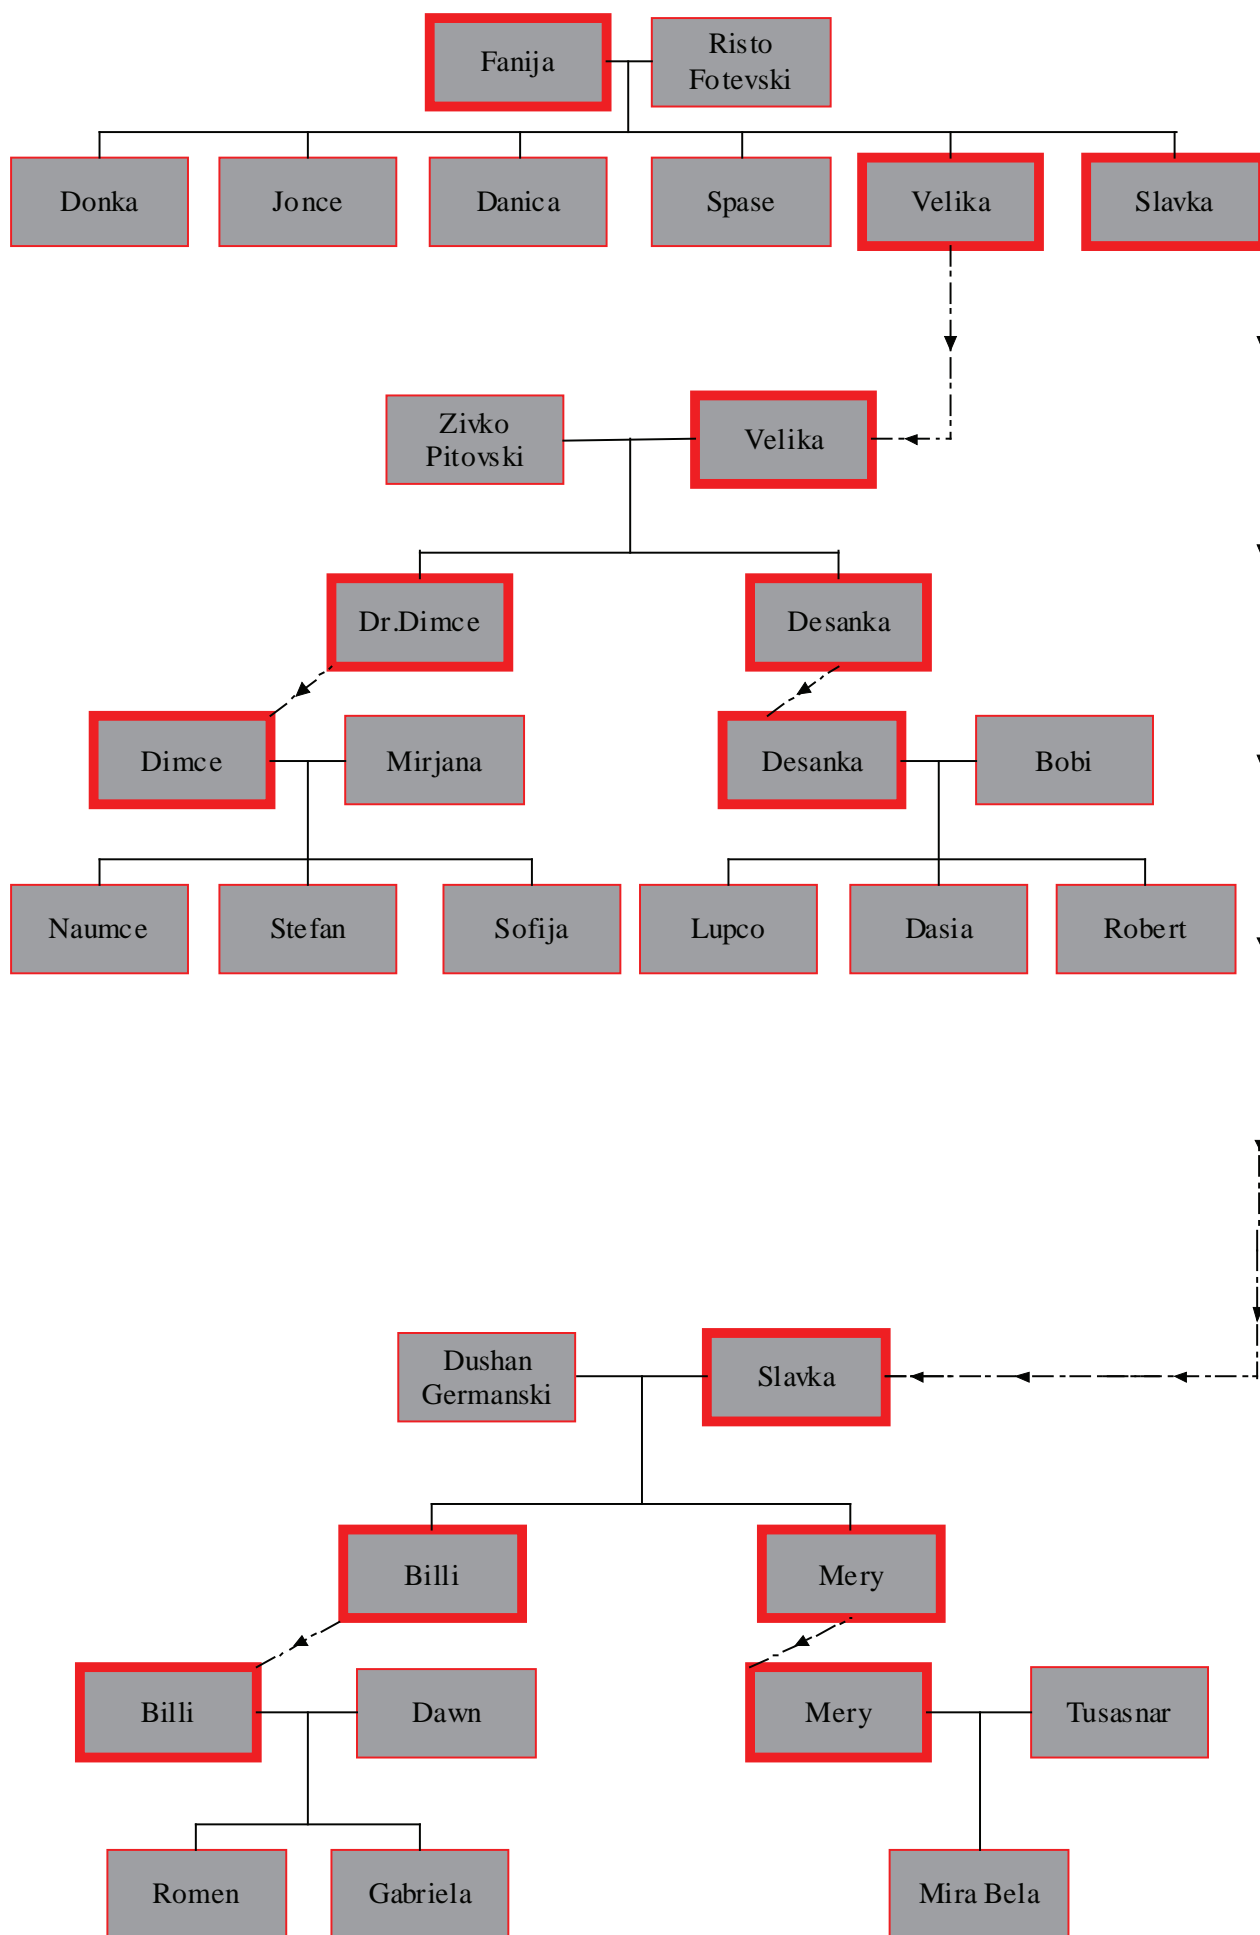 Fanija
Risto
Fotevski
Donka
Jonce
Danica
Spase
Velika
Slavka
Zivko
Pitovski
Velika
Dr.Dimce
Desanka
Dimce
Mirjana
Desanka
Bobi
Naumce
Stefan
Sofija
Lupco
Dasia
Robert
Dushan
Germanski
Slavka
Billi
Mery
Billi
Dawn
Mery
Tusasnar
Romen
Gabriela
Mira Bela